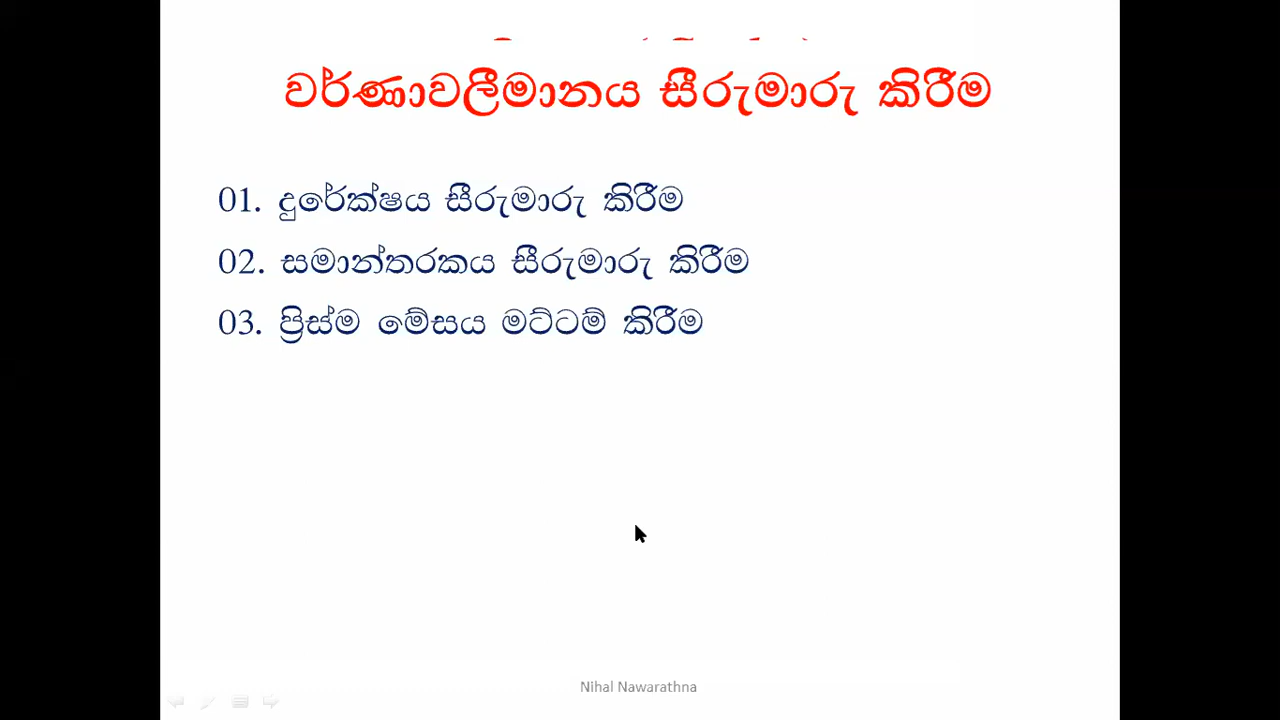 වර්ණාවලීමානය සීරුමාරු කිරීම
01. දුරේක්ෂය සීරුමාරු කිරීම
02. සමාන්තරකය සීරුමාරු කිරීම
03. ප්‍රිස්ම මේසය මට්ටම් කිරීම
Nihal Nawarathna